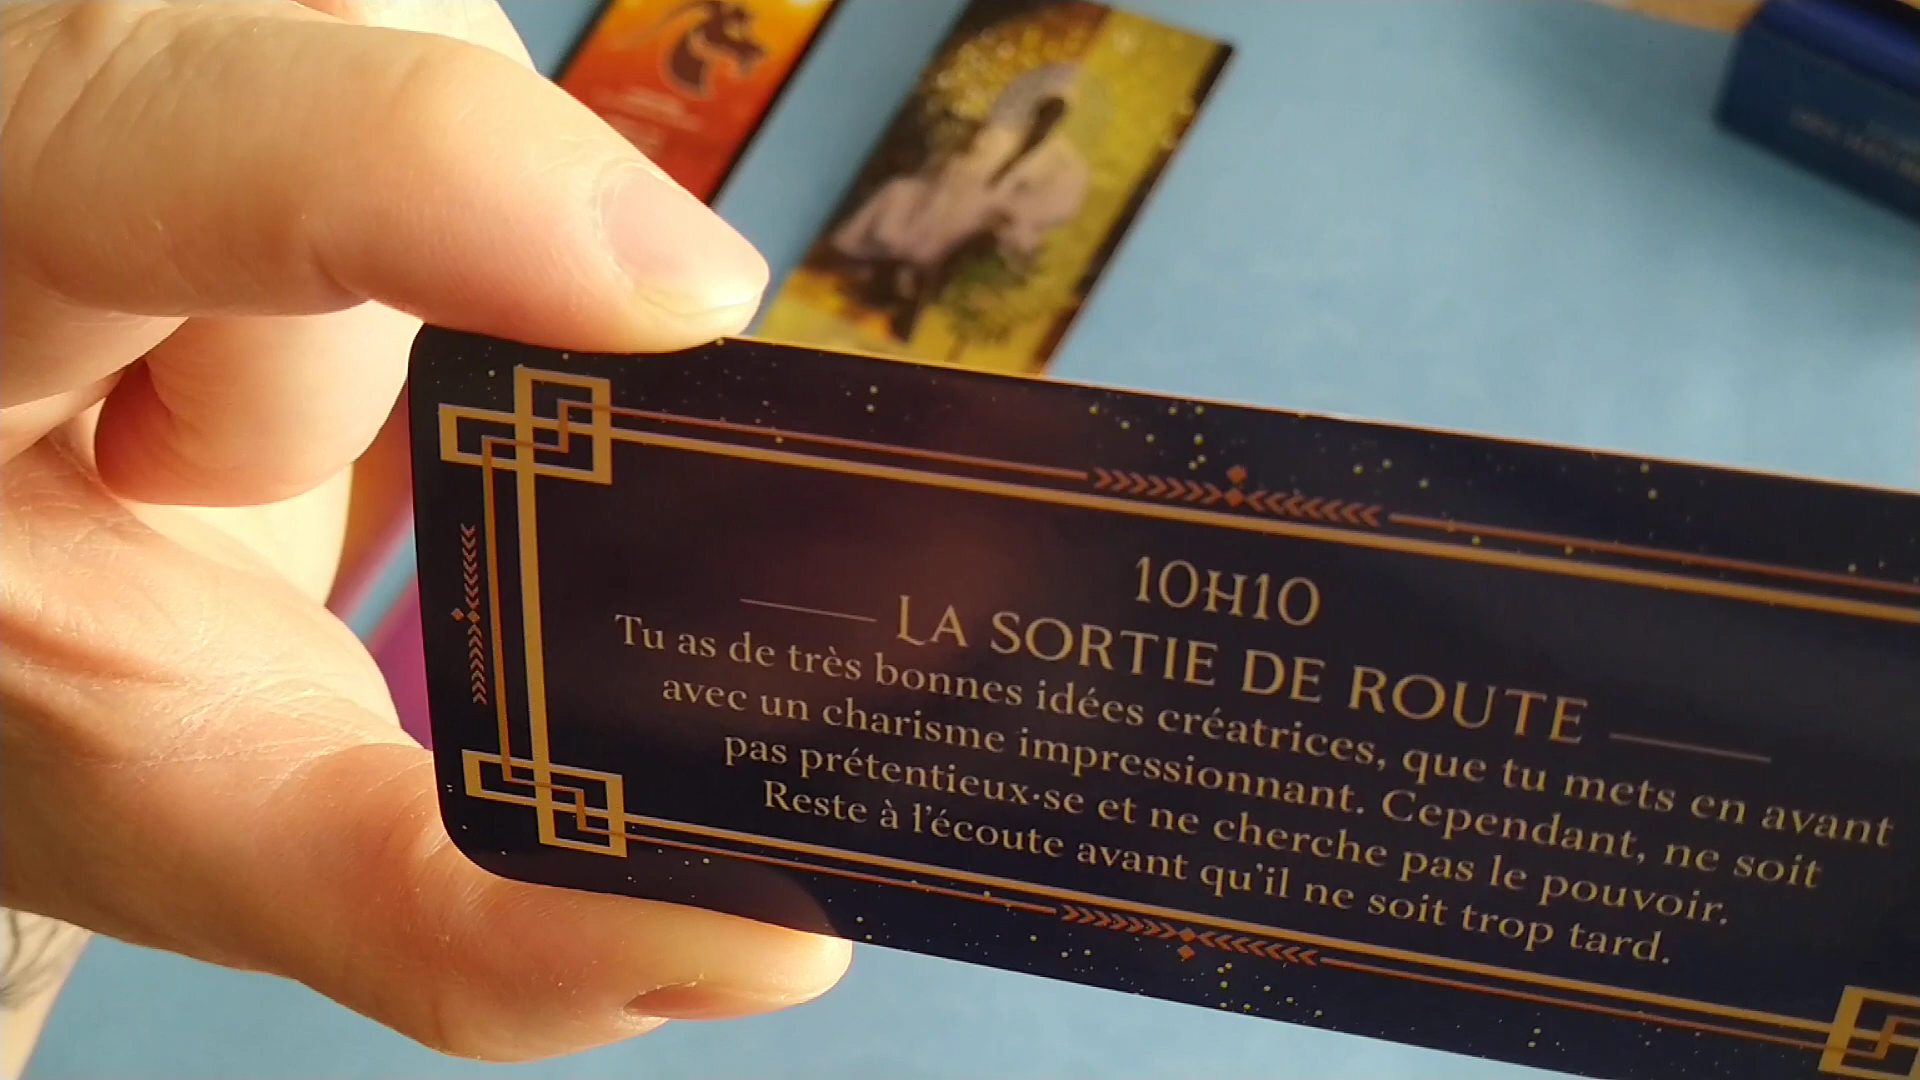 10H10
LA SORTIE DE ROUTE
Tu as de très bonnes idées créatrices, que tu mets en avant
avec un charisme impressionnant. Cependant, ne soit
pas prétentieux·se et ne cherche pas le pouvoir.
Reste à l'écoute avant qu'il ne soit trop tard.